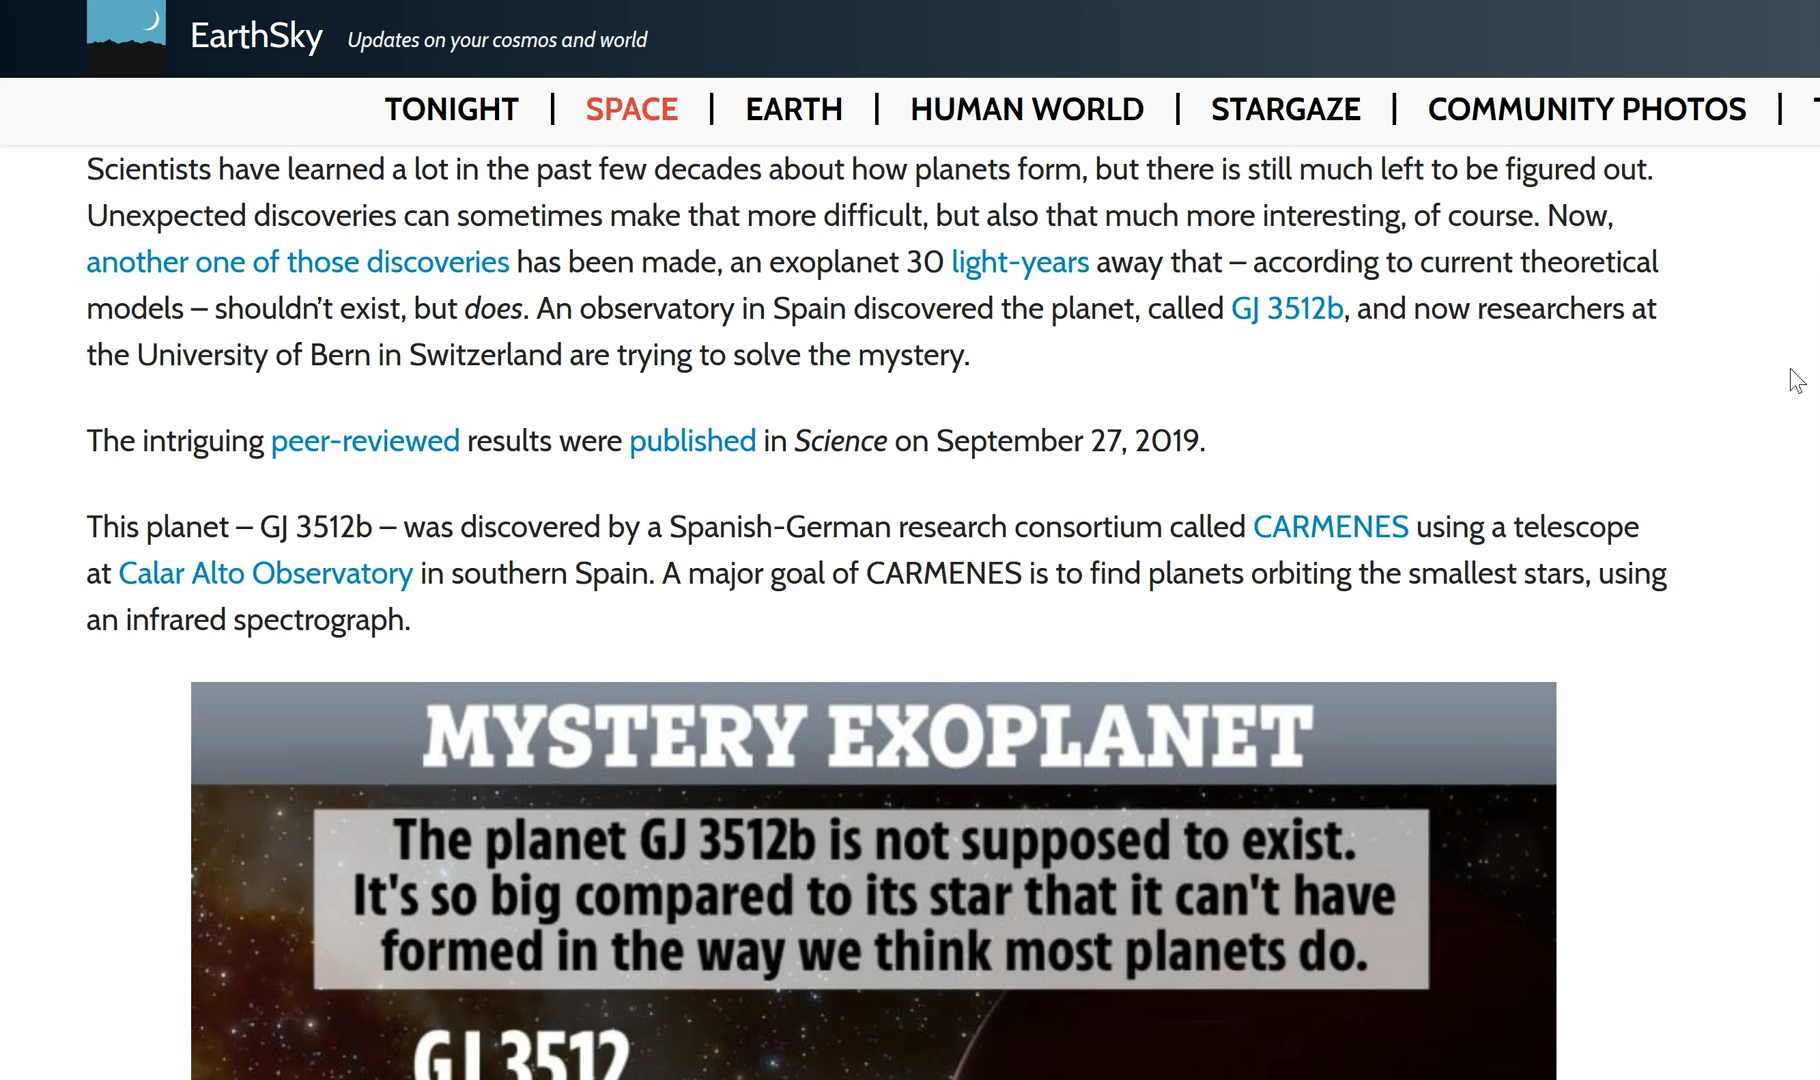 EarthSky Updates on your cosmos and world
TONIGHT | SPACE | EARTH | HUMAN WORLD | STARGAZE | COMMUNITY PHOTOS |
Scientists have learned a lot in the past few decades about how planets form, but there is still much left to be figured out.
Unexpected discoveries can sometimes make that more difficult, but also that much more interesting, of course. Now,
another one of those discoveries has been made, an exoplanet 30 light-years away that – according to current theoretical
models – shouldn’t exist, but does. An observatory in Spain discovered the planet, called GJ 3512b, and now researchers at
the University of Bern in Switzerland are trying to solve the mystery.
The intriguing peer-reviewed results were published in Science on September 27, 2019.
This planet – GJ 3512b – was discovered by a Spanish-German research consortium called CARMENES using a telescope
at Calar Alto Observatory in southern Spain. A major goal of CARMENES is to find planets orbiting the smallest stars, using
an infrared spectrograph.
MYSTERY EXOPLANET
The planet GJ 3512b is not supposed to exist.
It's so big compared to its star that it can't have
formed in the way we think most planets do.
GJ 3512